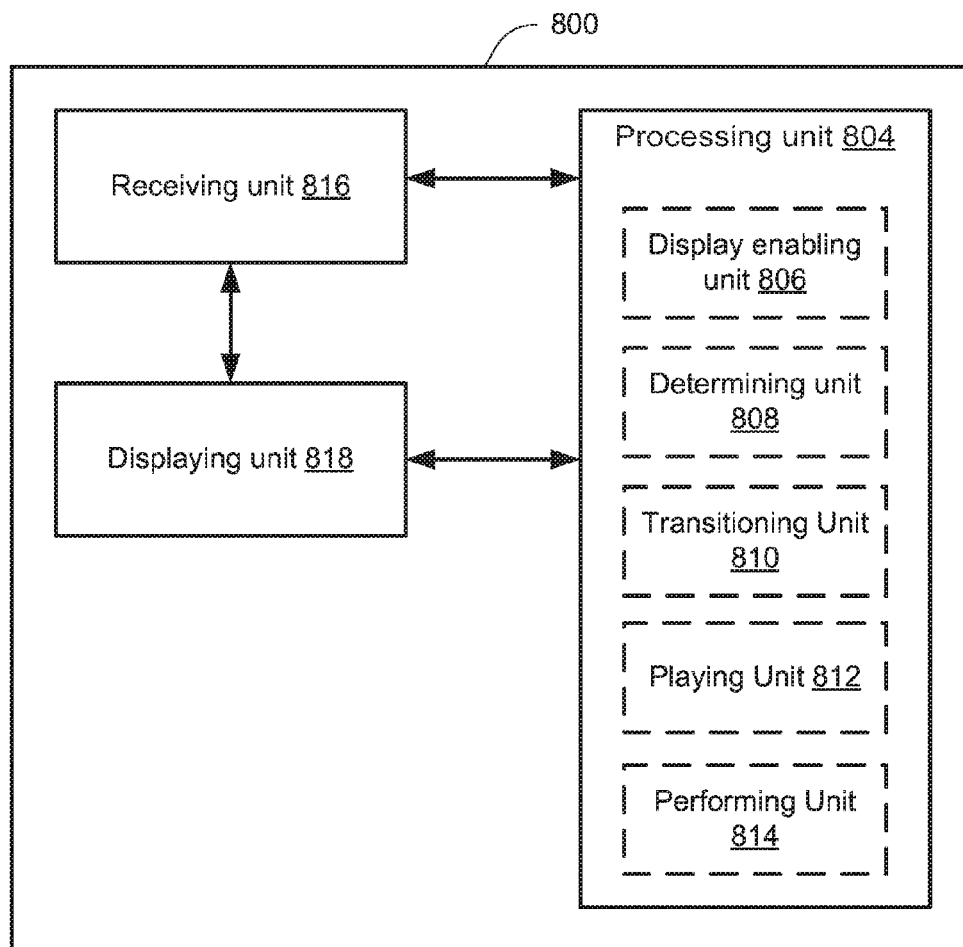 800
Receiving unit 816
Displaying unit 818
Processing unit 804
Display enabling
unit 806
Determining unit
808
Transitioning Unit
810
Playing Unit 812
Performing Unit
814